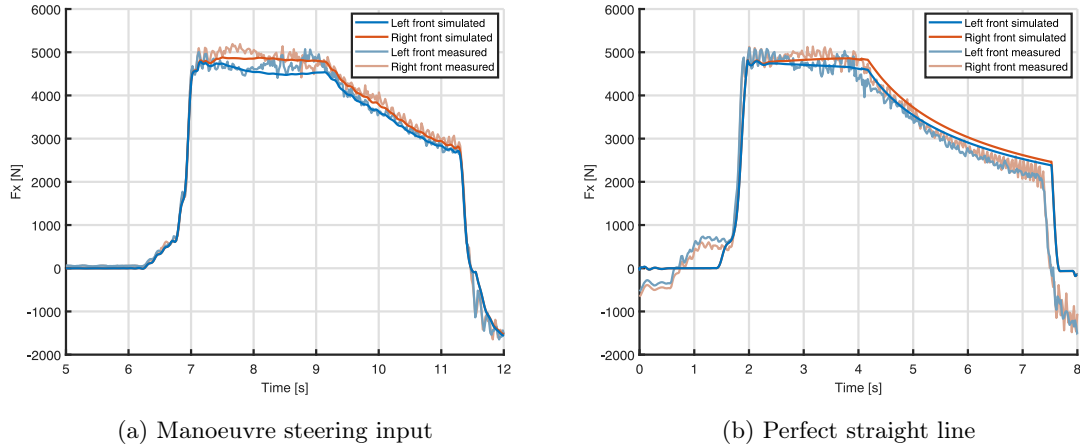 6000
5000
4000
3000
2000
1000
0
-1000
-2000
Fx [N]
Left front simulated
Right front simulated
Left front measured
Right front measured
5 6 7 8 9 10 11 12
Time [s]
(a) Manoeuvre steering input
6000
5000
4000
3000
2000
1000
0
-1000
-2000
Fx [N]
Left front simulated
Right front simulated
Left front measured
Right front measured
0 1 2 3 4 5 6 7 8
Time [s]
(b) Perfect straight line